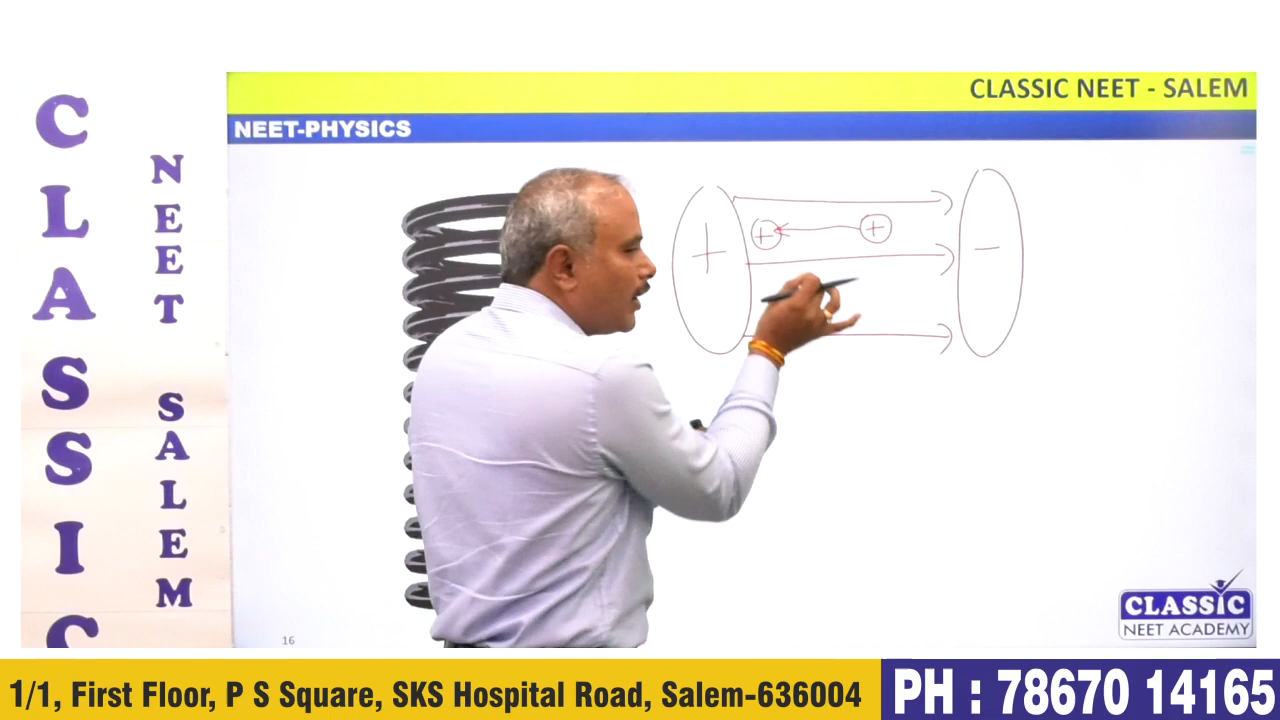 CLASSIC NEET - SALEM
NEET-PHYSICS
CLASSIC
NEET SALEM
+
+
+
-
16
CLASSIC
NEET ACADEMY
1/1, First Floor, P S Square, SKS Hospital Road, Salem-636004
PH : 78670 14165